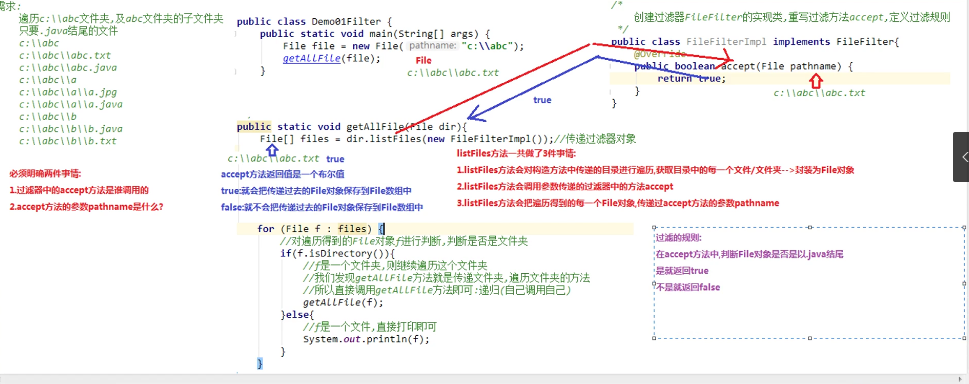 需求:
遍历c:\\abc文件夹,及abc文件夹的子文件夹
只要.java结尾的文件
c:\\abc
c:\\abc\\abc.txt
c:\\abc\\abc.java
c:\\abc\\a
c:\\abc\\a\\a.jpg
c:\\abc\\a\\a.java
c:\\abc\\b
c:\\abc\\b\\b.java
c:\\abc\\b\\b.txt
必须明确两件事情:
1.过滤器中的accept方法是谁调用的
2.accept方法的参数pathname是什么?
public class Demo01Filter {
public static void main(String[] args) {
File file = new File( pathname: "c:\\abc");
getAllFile(file);
}
File
c:\\abc\\abc.txt
/*
创建过滤器FileFilter的实现类,重写过滤方法accept,定义过滤规则
*/
public class FileFilterImpl implements FileFilter{
@Override
public boolean accept(File pathname) {
return true;
}
}
c:\\abc\\abc.txt
true
public static void getAllFile(File dir){
File[] files = dir.listFiles(new FileFilterImpl());//传递过滤器对象
c:\\abc\\abc.txt true
accept方法返回值是一个布尔值
true:就会把传递过去的File对象保存到File数组中
false:就不会把传递过去的File对象保存到File数组中
listFiles方法一共做了3件事情:
1.listFiles方法会对构造方法中传递的目录进行遍历,获取目录中的每一个文件/文件夹-->封装为File对象
2.listFiles方法会调用参数传递的过滤器中的方法accept
3.listFiles方法会把遍历得到的每一个File对象,传递过accept方法的参数pathname
for (File f : files) {
//对遍历得到的File对象f进行判断,判断是否是文件夹
if(f.isDirectory()){
//f是一个文件夹,则继续遍历这个文件夹
//我们发现getAllFile方法就是传递文件夹,遍历文件夹的方法
//所以直接调用getAllFile方法即可:递归(自己调用自己)
getAllFile(f);
}else{
//f是一个文件,直接打印即可
System.out.println(f);
}
}
过滤的规则:
在accept方法中,判断File对象是否是以.java结尾
是就返回true
不是就返回false